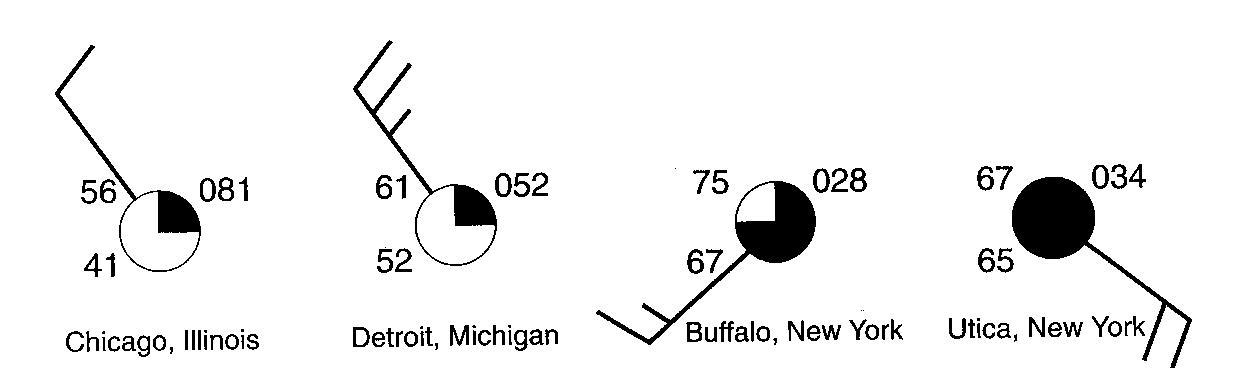 56 081
41
Chicago, Illinois
61 052
52
Detroit, Michigan
75 028
67
Buffalo, New York
67 034
65
Utica, New York